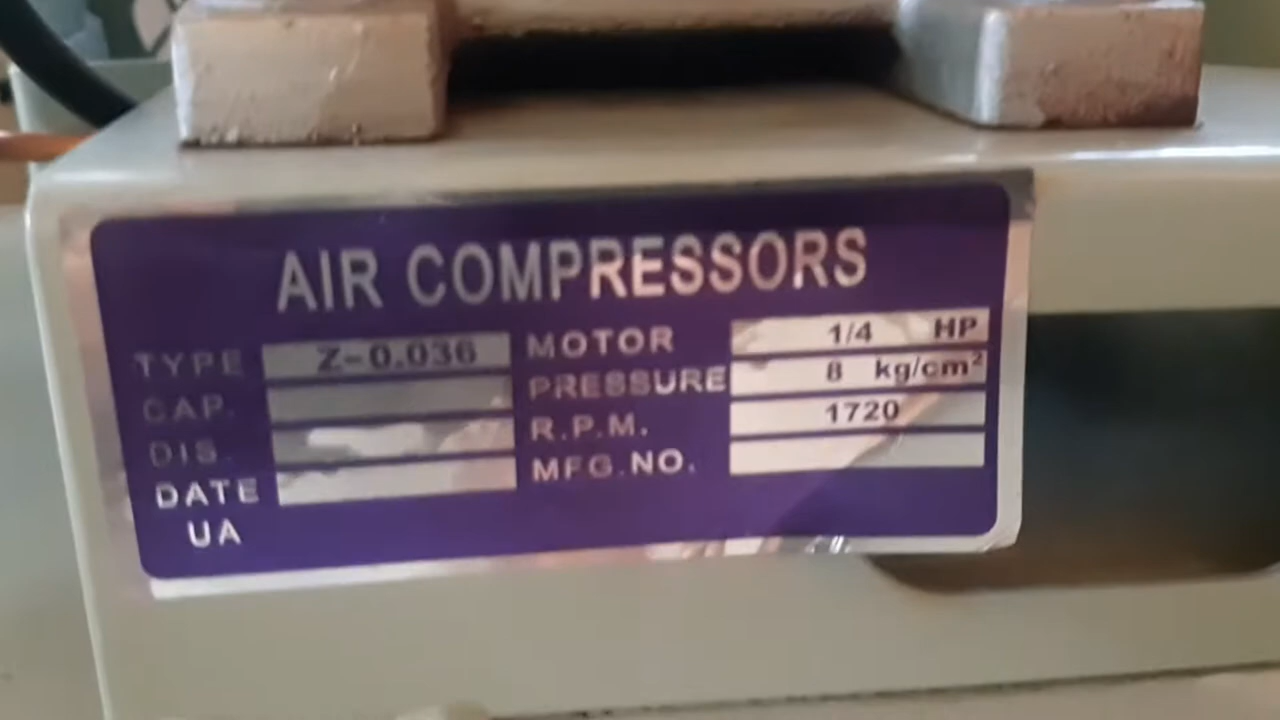 AIR COMPRESSORS
TYPE Z-0.036 MOTOR 1/4 HP
CAP. PRESSURE 8 kg/cm²
DIS. R.P.M. 1720
DATE MFG.NO.
UA